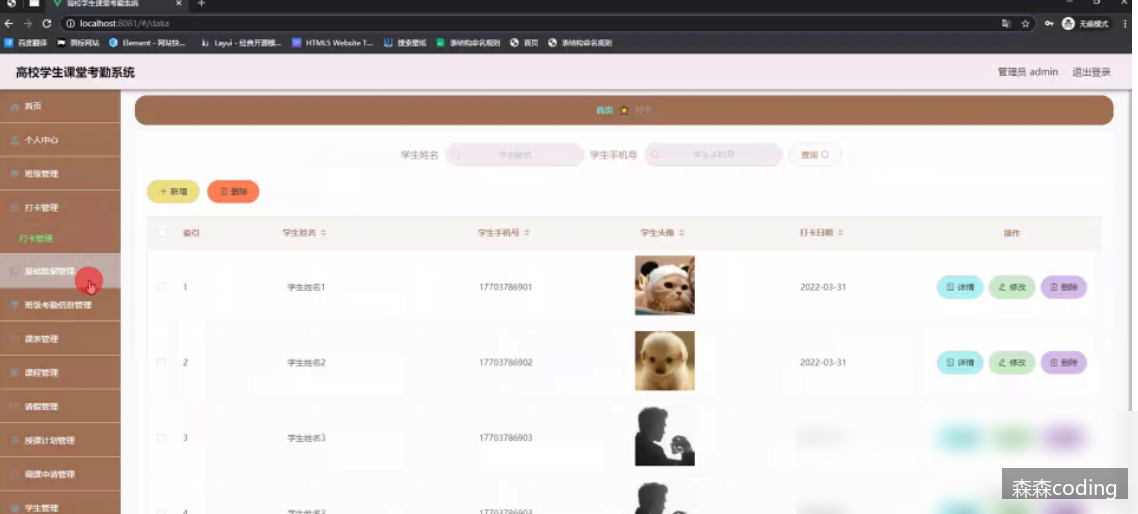 高校学生课堂考勤系统
localhost:8081/#/daka
无痕模式
百度翻译 图标网站 Element - 网站快... Layui - 经典开源模... HTML5 Website T... 搜索壁纸 表结构命名规则 首页 表结构命名规则
高校学生课堂考勤系统 管理员 admin 退出登录
首页
个人中心
班级管理
打卡管理
打卡管理
基础数据管理
班级考勤信息管理
课表管理
课程管理
请假管理
授课计划管理
调课申请管理
学生管理
首页 打卡
学生姓名 学生姓名 学生手机号 学生手机号 查询
+ 新增 删除
索引 学生姓名 学生手机号 学生头像 打卡日期 操作
1 学生姓名1 17703786901 2022-03-31 详情 修改 删除
2 学生姓名2 17703786902 2022-03-31 详情 修改 删除
3 学生姓名3 17703786903
4 学生姓名3 17703786903
森森coding